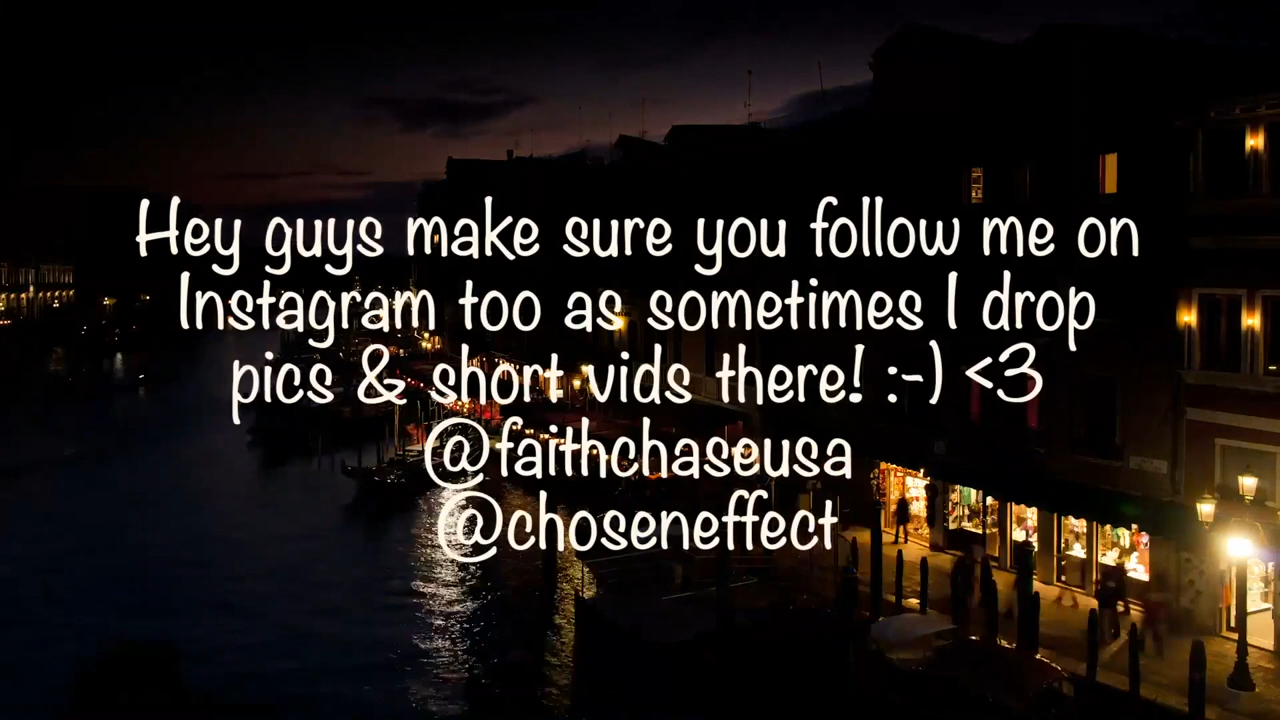 Hey guys make sure you follow me on
Instagram too as sometimes I drop
pics & short vids there! :-) <3
@faithchaseusa
@choseneffect